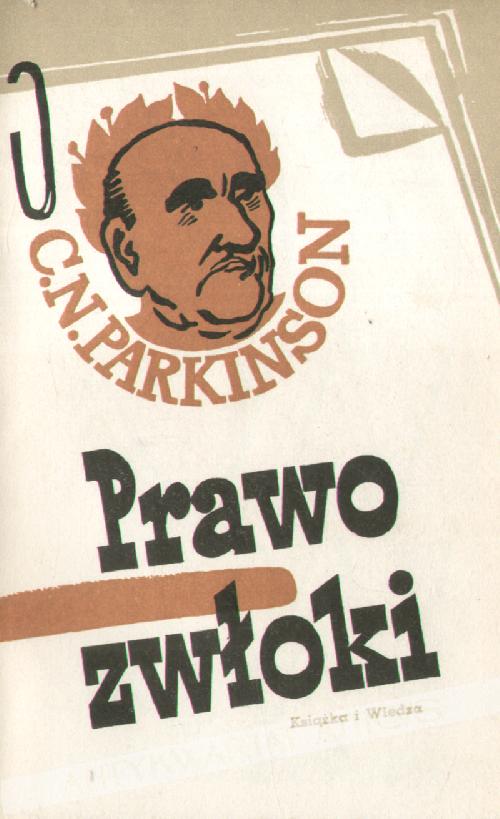 C.N.PARKINSON
Prawo
zwłoki
Książka i Wiedza